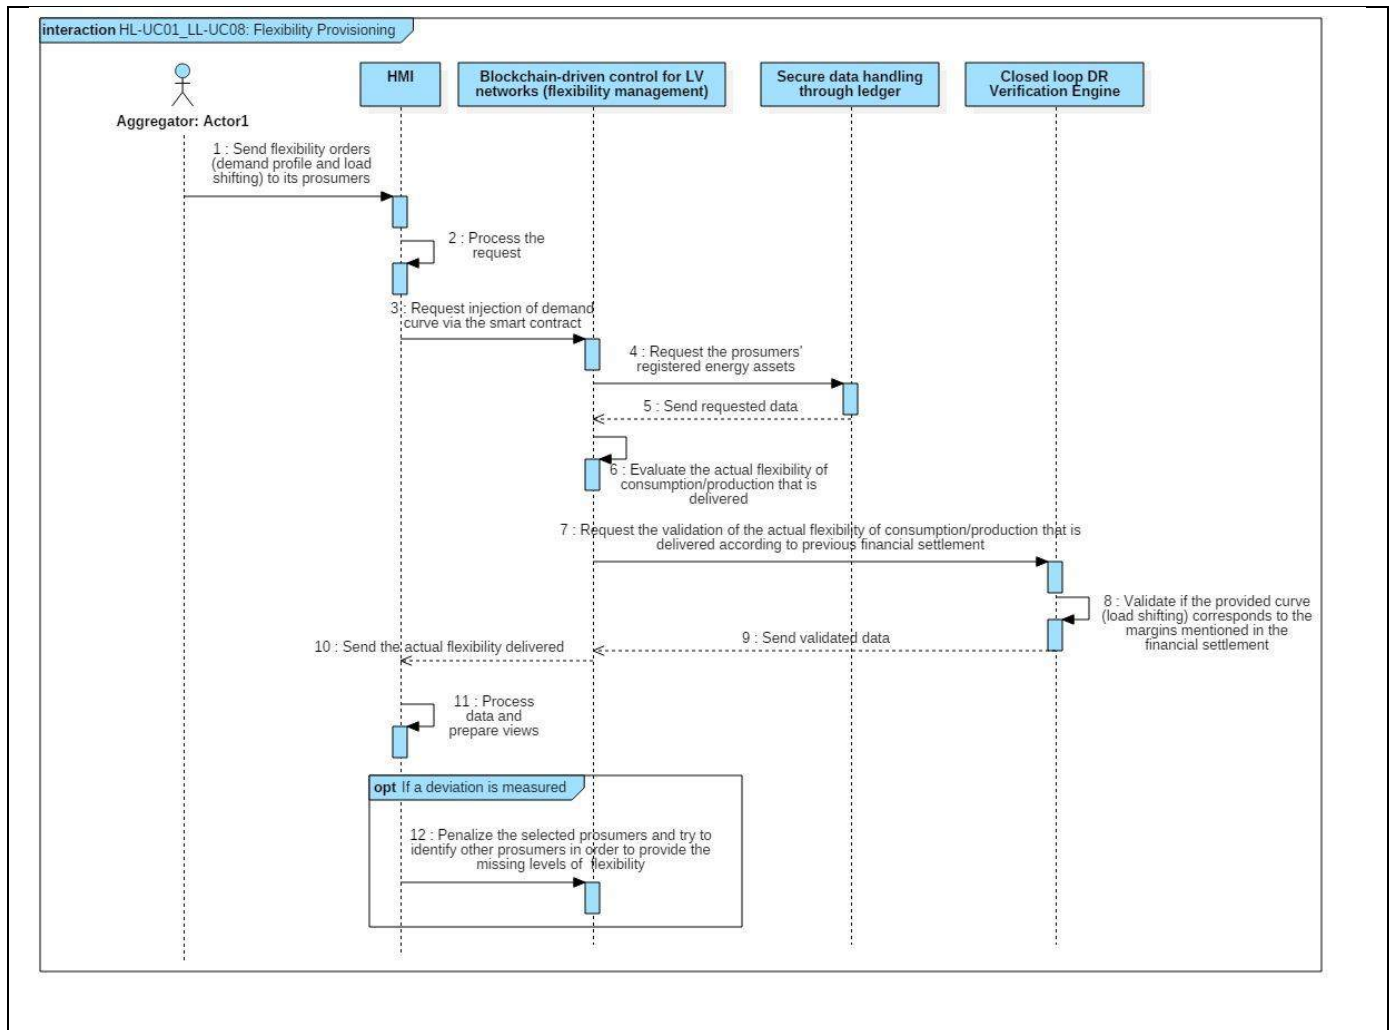 interaction HL-UC01_LL-UC08: Flexibility Provisioning
Aggregator: Actor1
HMI
Blockchain-driven control for LV
networks (flexibility management)
Secure data handling
through ledger
Closed loop DR
Verification Engine
1 : Send flexibility orders
(demand profile and load
shifting) to its prosumers
2 : Process the
request
3 : Request injection of demand
curve via the smart contract
4 : Request the prosumers'
registered energy assets
5 : Send requested data
6 : Evaluate the actual flexibility of
consumption/production that is
delivered
7 : Request the validation of the actual flexibility of consumption/production that is
delivered according to previous financial settlement
8 : Validate if the provided curve
(load shifting) corresponds to the
margins mentioned in the
financial settlement
9 : Send validated data
10 : Send the actual flexibility delivered
11 : Process
data and
prepare views
opt If a deviation is measured
12 : Penalize the selected prosumers and try to
identify other prosumers in order to provide the
missing levels of flexibility